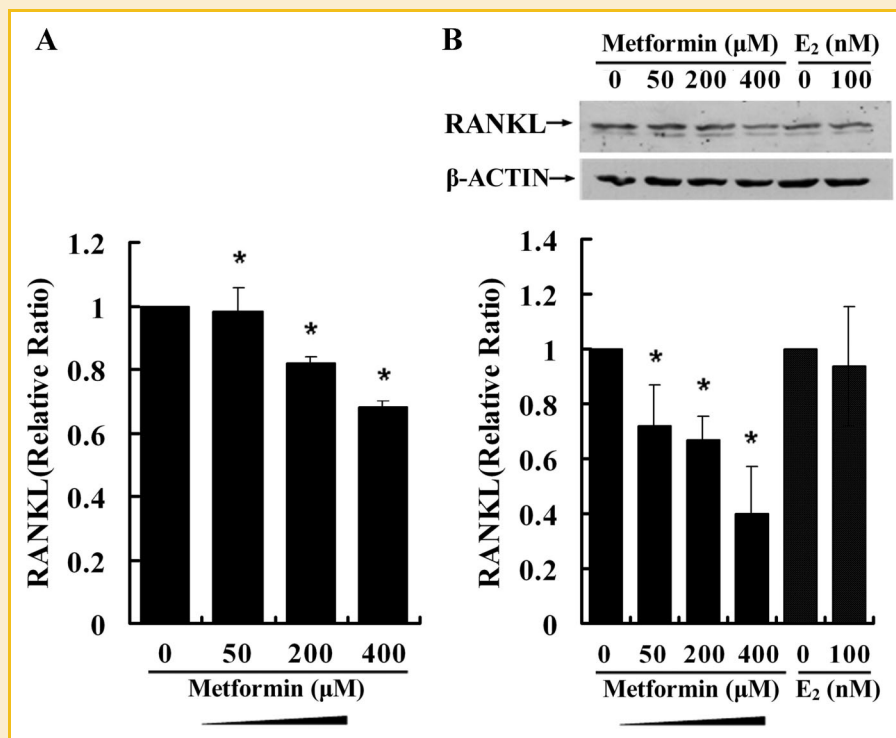 A
RANKL(Relative Ratio)
1.2
1
0.8
0.6
0.4
0.2
0
*
*
*
0 50 200 400
Metformin (μM)
B
Metformin (μM) E₂ (nM)
0 50 200 400 0 100
RANKL→
β-ACTIN→
RANKL(Relative Ratio)
1.4
1.2
1
0.8
0.6
0.4
0.2
0
*
*
*
0 50 200 400 0 100
Metformin (μM) E₂ (nM)